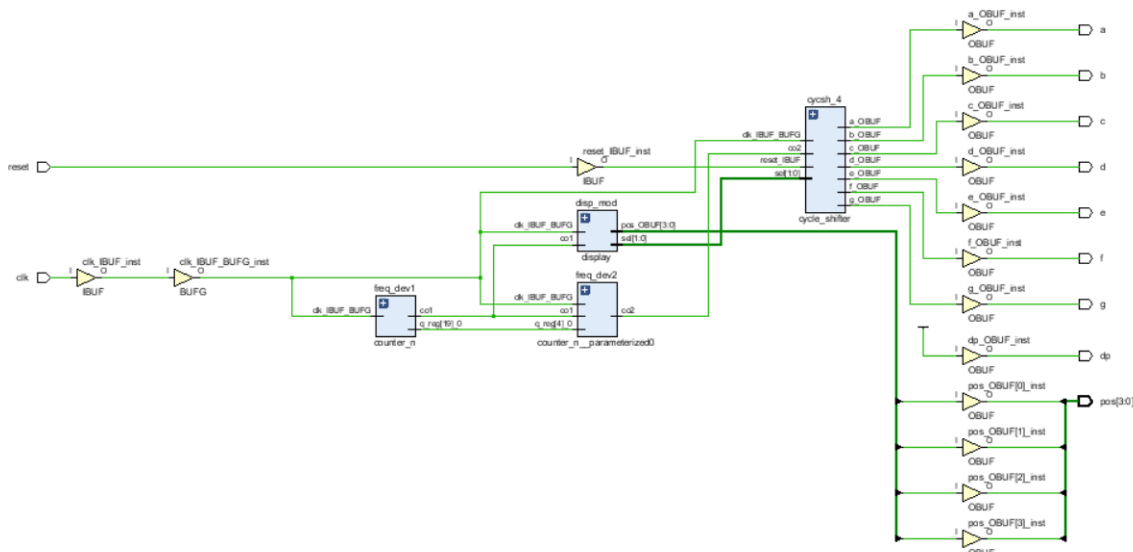 a_OBUF_inst
I
O
OBUF
a
b_OBUF_inst
I
O
OBUF
b
cycsh_4
c_OBUF_inst
I
O
OBUF
c
a_OBUF
clk_IBUF_BUFG
b_OBUF
co2
c_OBUF
reset_IBUF
d_OBUF
sel[1:0]
e_OBUF
f_OBUF
g_OBUF
cycle_shifter
reset
reset_IBUF_inst
I
O
IBUF
d_OBUF_inst
I
O
OBUF
d
e_OBUF_inst
I
O
OBUF
e
disp_mod
clk_IBUF_BUFG
pos_OBUF[3:0]
co1
sel[1:0]
display
f_OBUF_inst
I
O
OBUF
f
clk
clk_IBUF_inst
I
O
IBUF
clk_IBUF_BUFG_inst
I
O
BUFG
freq_dev1
clk_IBUF_BUFG
co1
q_reg[19]_0
counter_n
freq_dev2
clk_IBUF_BUFG
co1
co2
q_reg[4]_0
counter_n__parameterized0
g_OBUF_inst
I
O
OBUF
g
dp_OBUF_inst
I
O
OBUF
dp
pos_OBUF[0]_inst
I
O
OBUF
pos[3:0]
pos_OBUF[1]_inst
I
O
OBUF
pos_OBUF[2]_inst
I
O
OBUF
pos_OBUF[3]_inst
I
O
OBUF